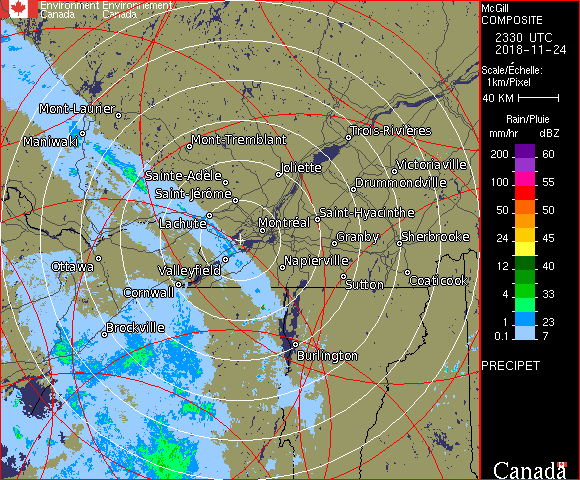 Environment Environnement
Canada Canada
McGill
COMPOSITE
2330 UTC
2018-11-24
Scale/Échelle:
1km/Pixel
40 KM
Rain/Pluie
mm/hr dBZ
200 60
100 55
50 50
24 45
12 40
4 33
1 23
0.1 7
PRECIPET
Canada
Mont-Laurier
Maniwaki
Mont-Tremblant
Trois-Rivières
Sainte-Adèle
Joliette
Victoriaville
Saint-Jérôme
Drummondville
Lachute
Montréal
Saint-Hyacinthe
Granby
Sherbrooke
Ottawa
Valleyfield
Napierville
Cornwall
Sutton
Coaticook
Brockville
Burlington